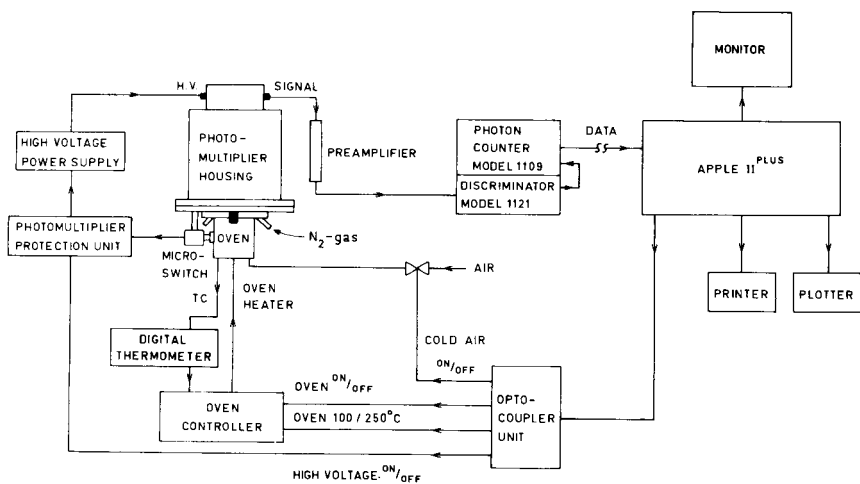 MONITOR
H.V.
SIGNAL
HIGH VOLTAGE
POWER SUPPLY
PHOTO-
MULTIPLIER
HOUSING
PREAMPLIFIER
PHOTON
COUNTER
MODEL 1109
DISCRIMINATOR
MODEL 1121
DATA
APPLE II PLUS
PHOTOMULTIPLIER
PROTECTION UNIT
OVEN
N2-gas
MICRO-
SWITCH
TC
OVEN
HEATER
AIR
PRINTER
PLOTTER
DIGITAL
THERMOMETER
COLD AIR
ON/OFF
OVEN ON/OFF
OVEN 100 / 250°C
OVEN
CONTROLLER
OPTO-
COUPLER
UNIT
HIGH VOLTAGE-ON/OFF